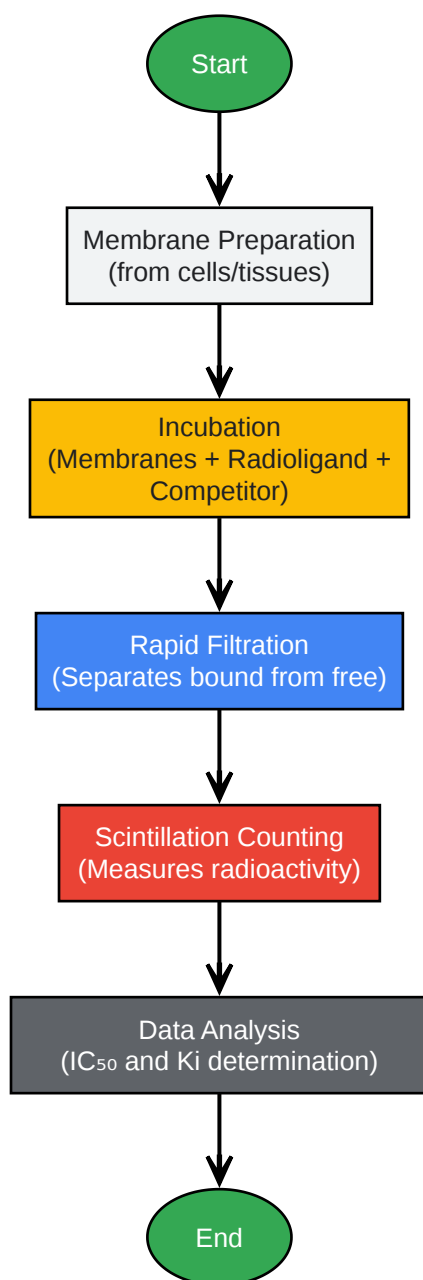 Start
Membrane Preparation
(from cells/tissues)
Incubation
(Membranes + Radioligand +
Competitor)
Rapid Filtration
(Separates bound from free)
Scintillation Counting
(Measures radioactivity)
Data Analysis
(IC₅₀ and Ki determination)
End